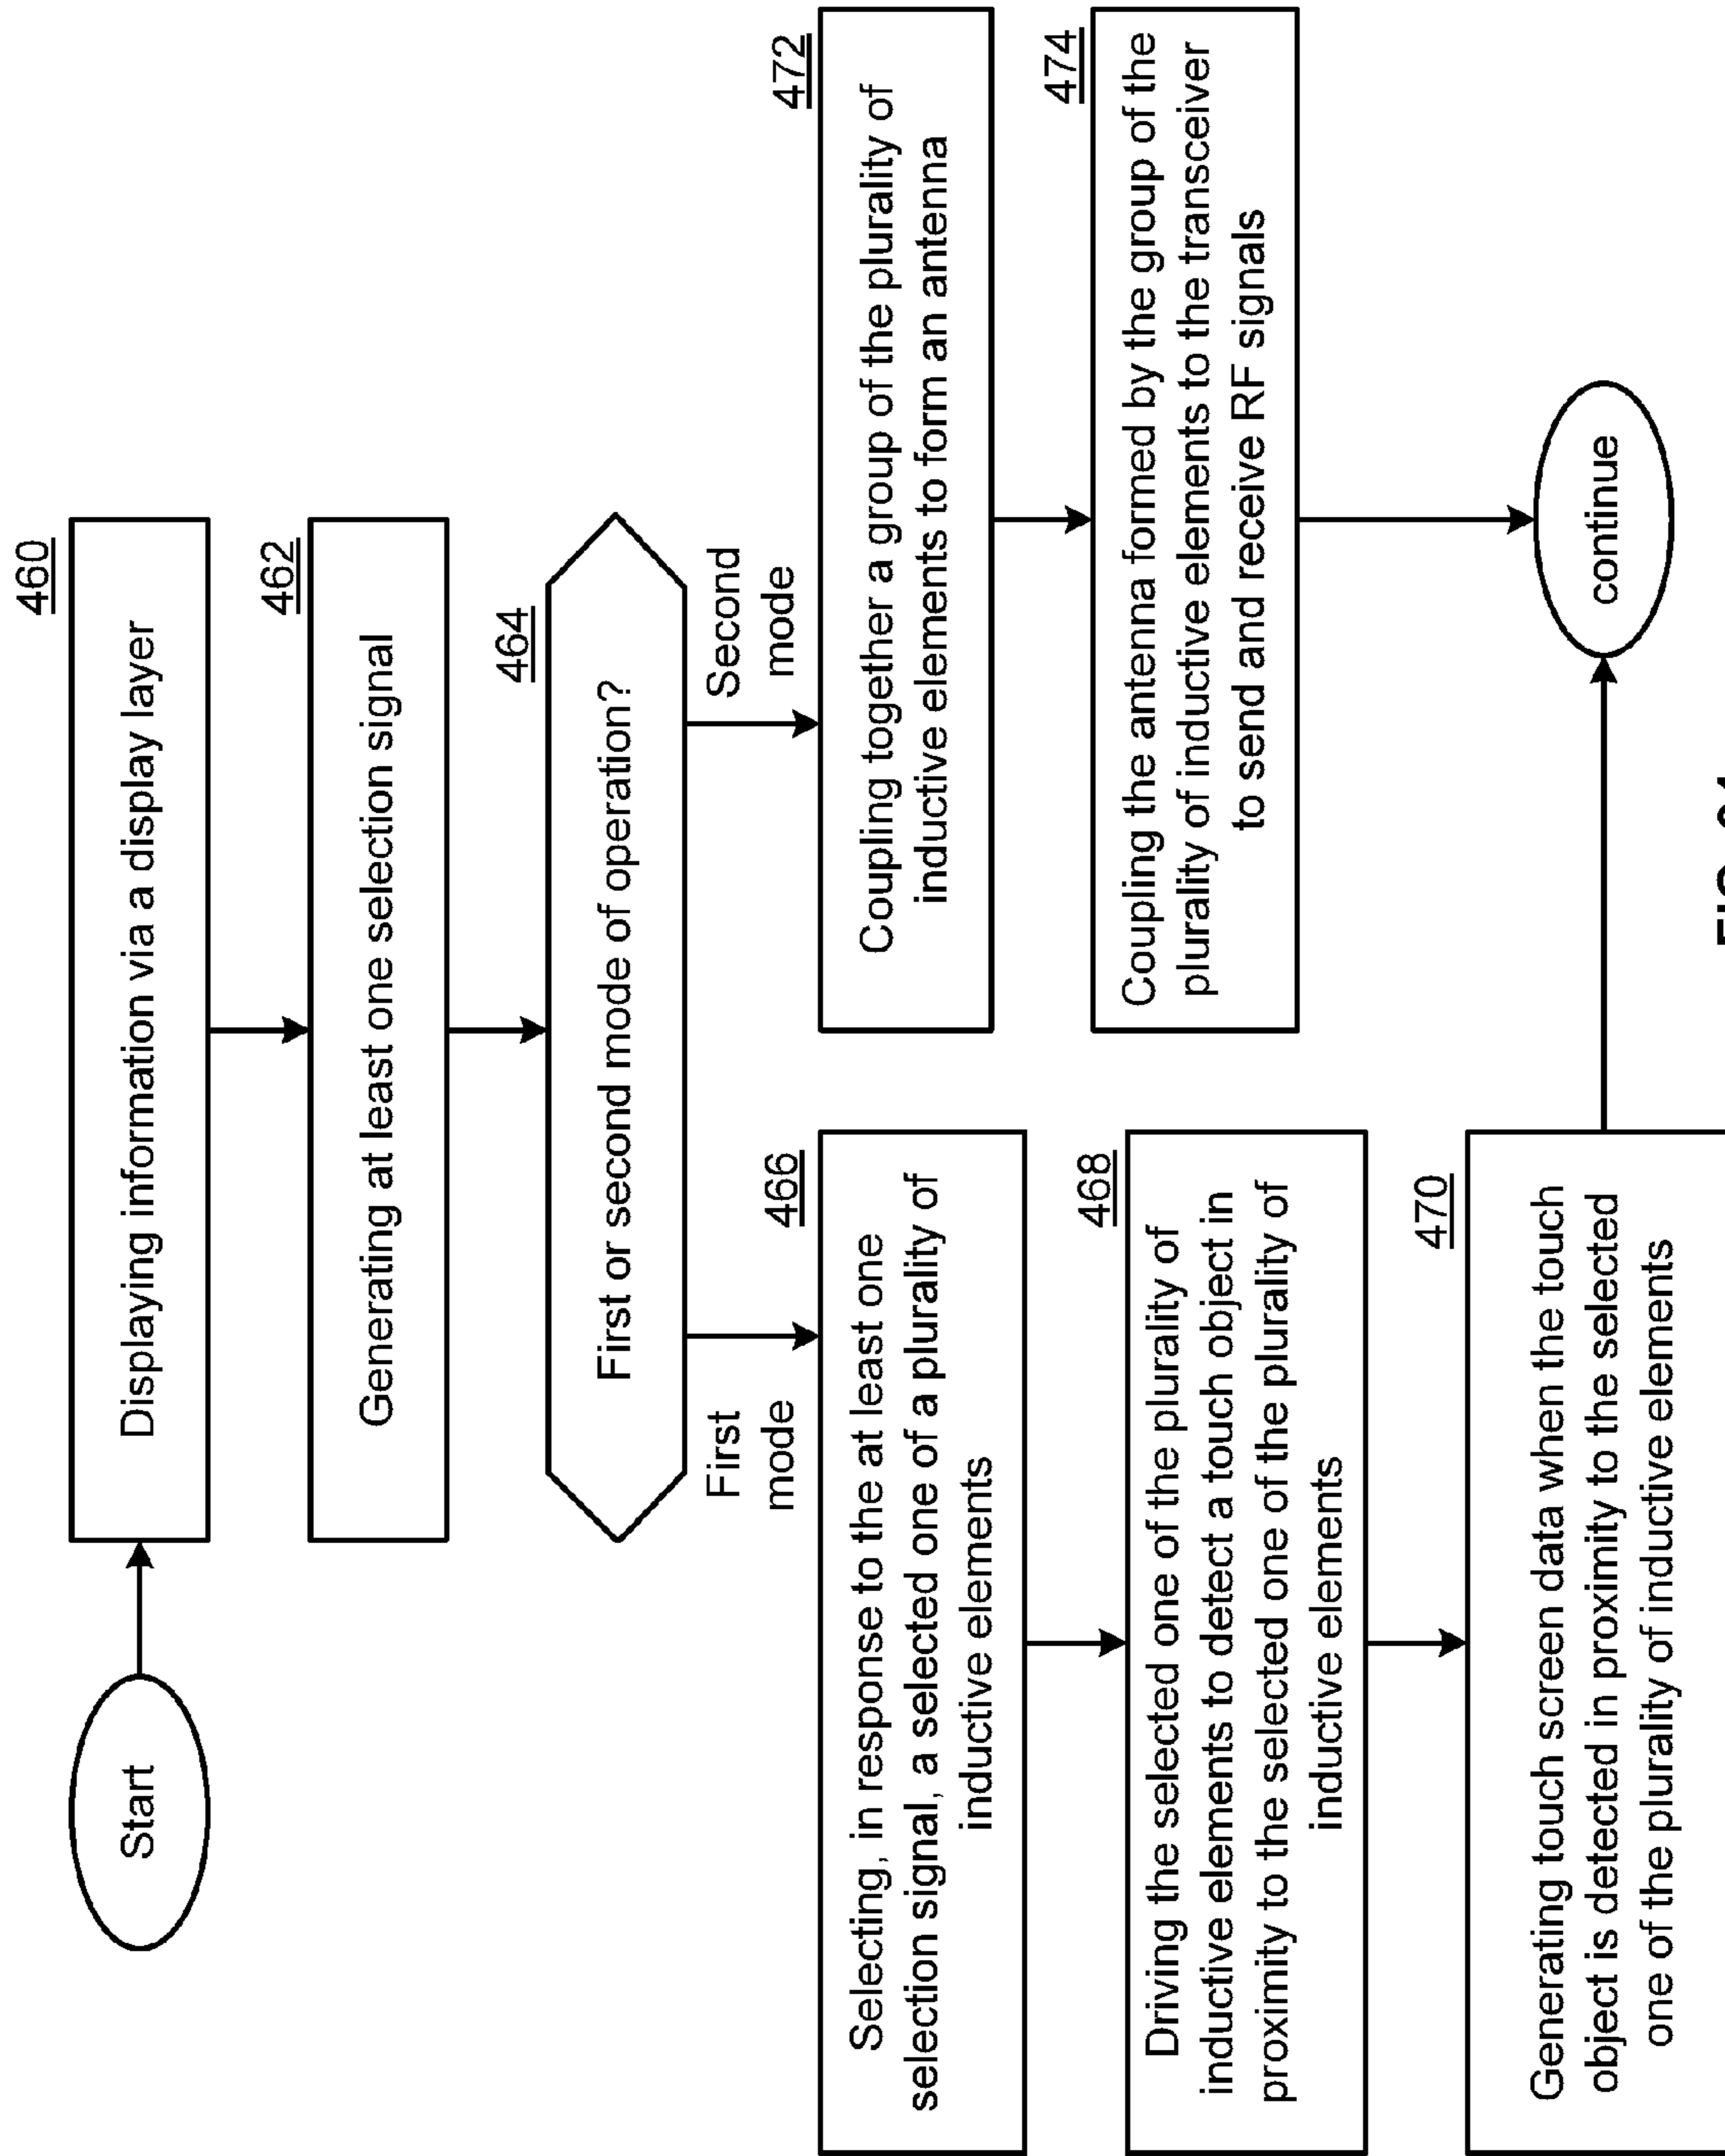 Start
460
Displaying information via a display layer
462
Generating at least one selection signal
464
First or second mode of operation?
First
mode
Second
mode
466
Selecting, in response to the at least one
selection signal, a selected one of a plurality of
inductive elements
468
Driving the selected one of the plurality of
inductive elements to detect a touch object in
proximity to the selected one of the plurality of
inductive elements
470
Generating touch screen data when the touch
object is detected in proximity to the selected
one of the plurality of inductive elements
472
Coupling together a group of the plurality of
inductive elements to form an antenna
474
Coupling the antenna formed by the group of the
plurality of inductive elements to the transceiver
to send and receive RF signals
continue
FIG.